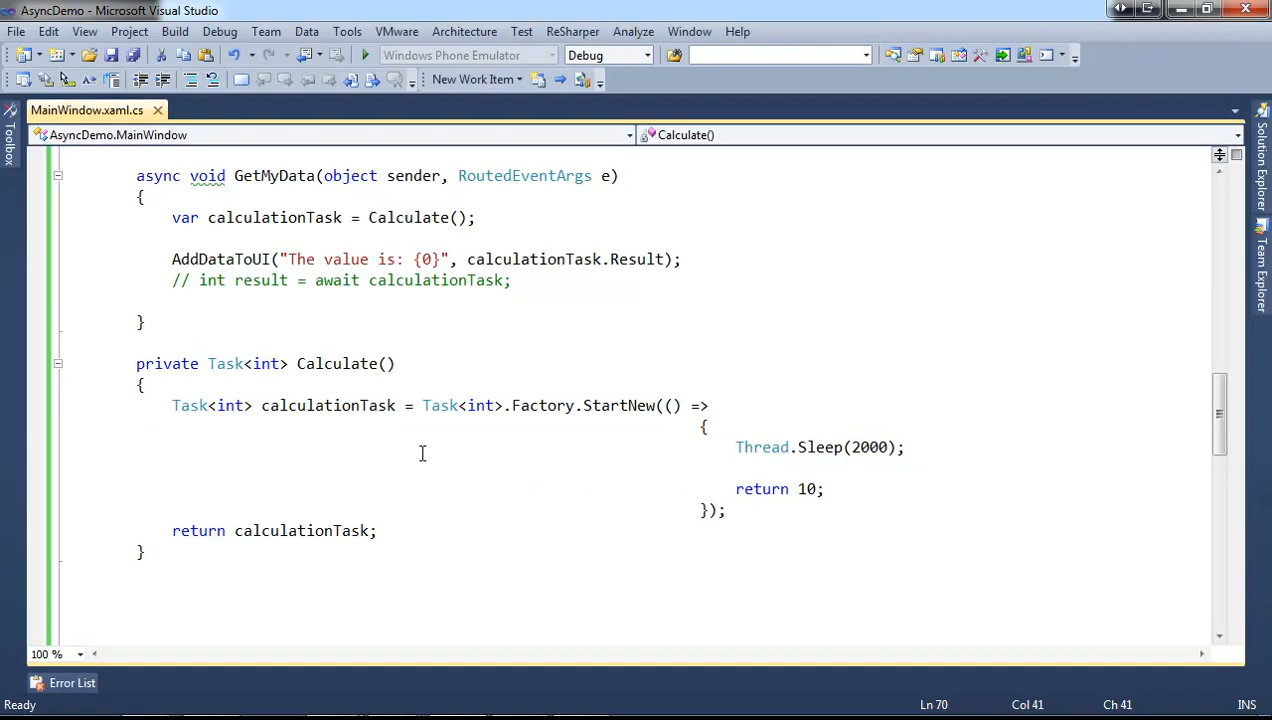 AsyncDemo - Microsoft Visual Studio
File Edit View Project Build Debug Team Data Tools VMware Architecture Test ReSharper Analyze Window Help
Windows Phone Emulator Debug
New Work Item
MainWindow.xaml.cs
AsyncDemo.MainWindow Calculate()
Toolbox
Solution Explorer
Team Explorer
async void GetMyData(object sender, RoutedEventArgs e)
{
var calculationTask = Calculate();
AddDataToUI("The value is: {0}", calculationTask.Result);
// int result = await calculationTask;
}
private Task<int> Calculate()
{
Task<int> calculationTask = Task<int>.Factory.StartNew(() =>
{
Thread.Sleep(2000);
return 10;
});
return calculationTask;
}
100 %
Error List
Ready Ln 70 Col 41 Ch 41 INS